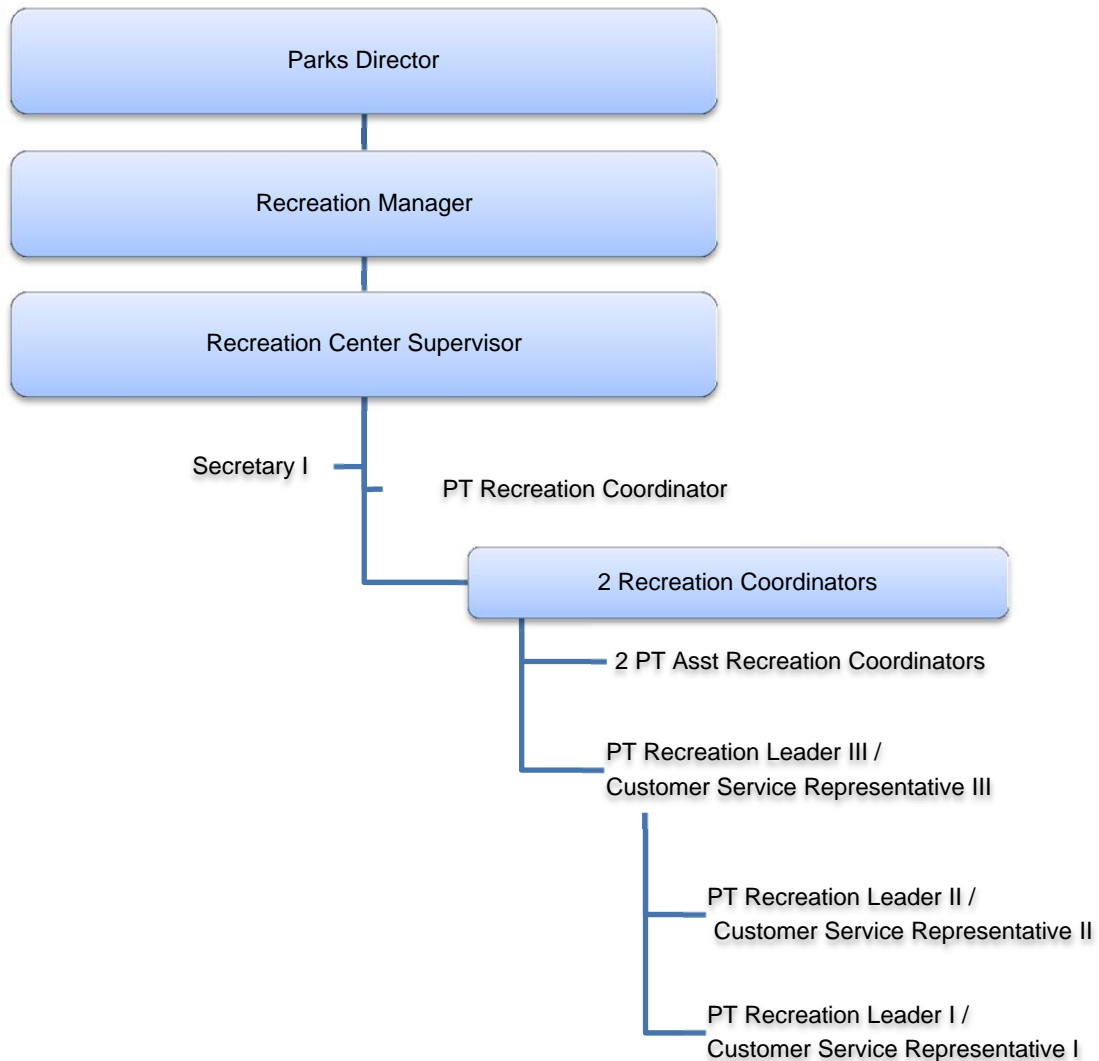 Parks Director
Recreation Manager
Recreation Center Supervisor
Secretary I
PT Recreation Coordinator
2 Recreation Coordinators
2 PT Asst Recreation Coordinators
PT Recreation Leader III /
Customer Service Representative III
PT Recreation Leader II /
Customer Service Representative II
PT Recreation Leader I /
Customer Service Representative I